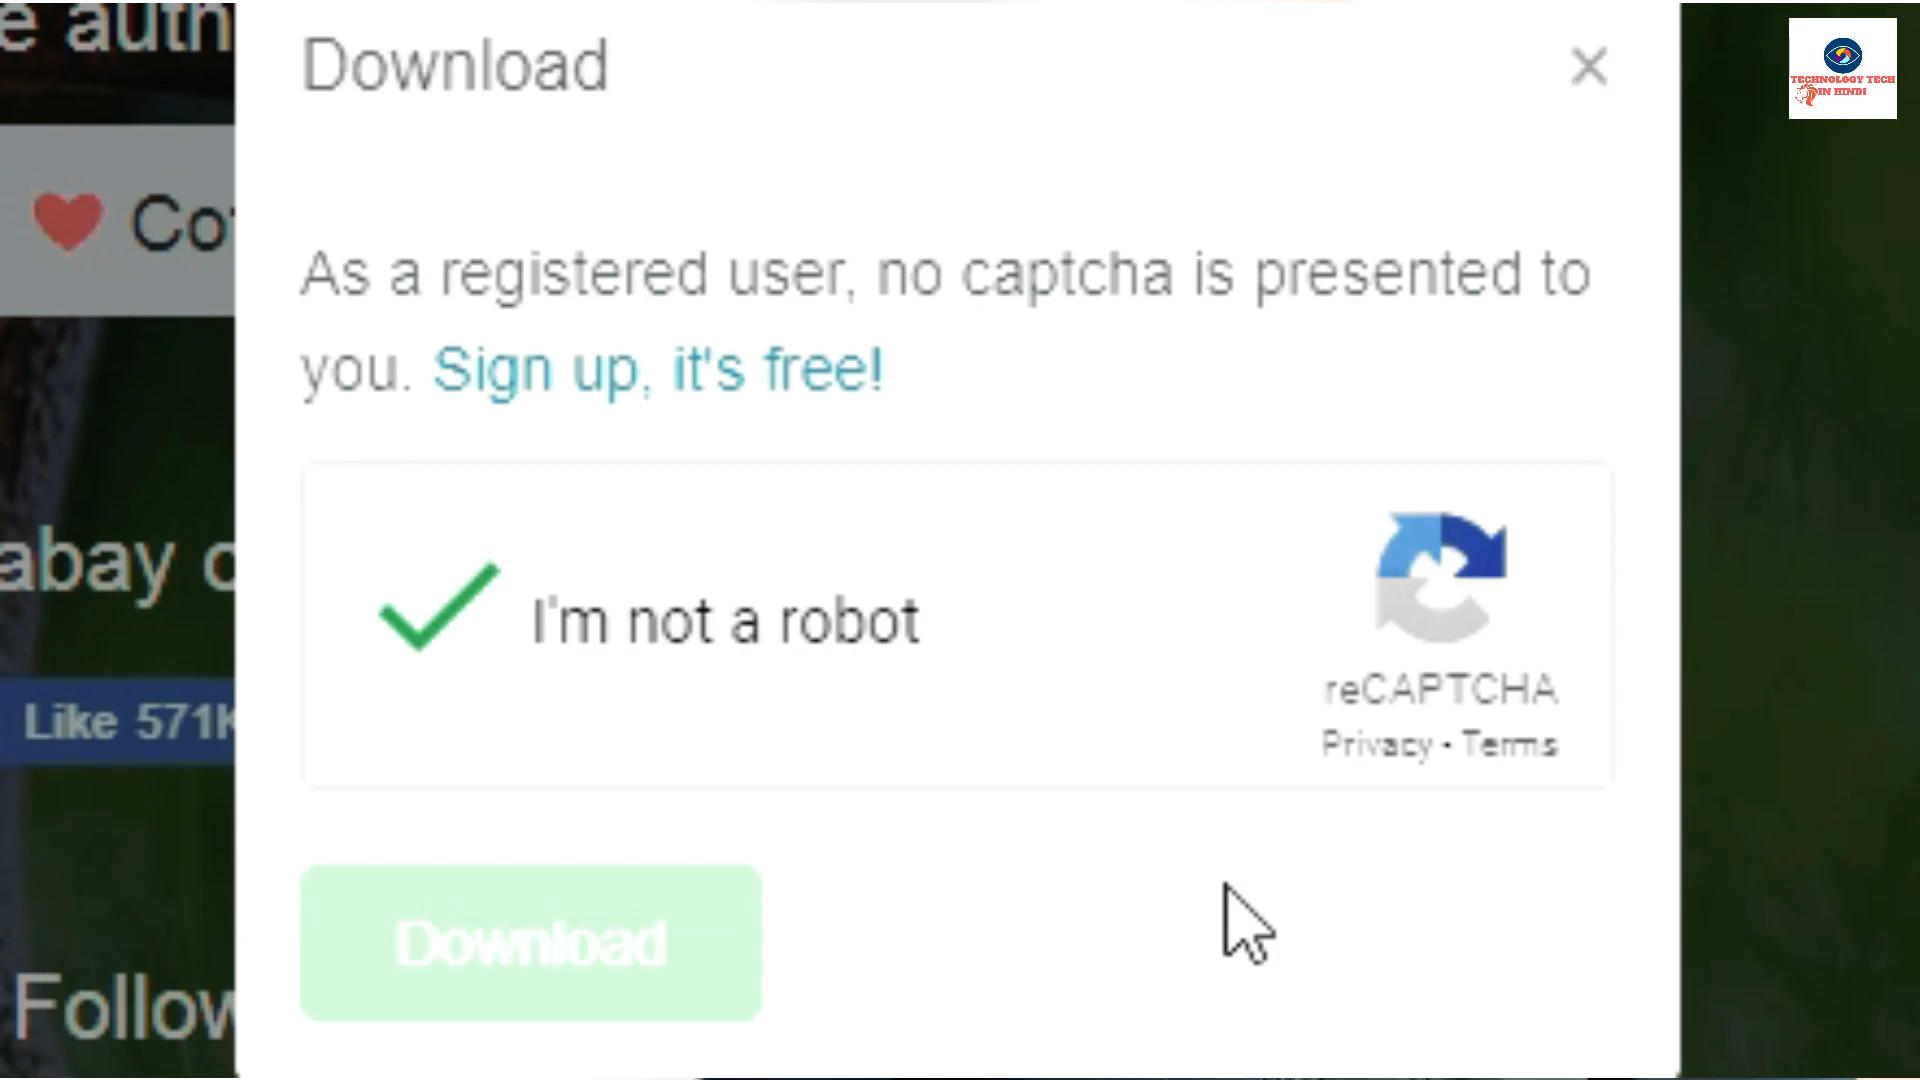 e auth
Download
×
TECHNOLOGY TECH
IN HINDI
Co
As a registered user, no captcha is presented to
you. Sign up, it's free!
abay
I'm not a robot
reCAPTCHA
Privacy • Terms
Like 571K
Download
Follow